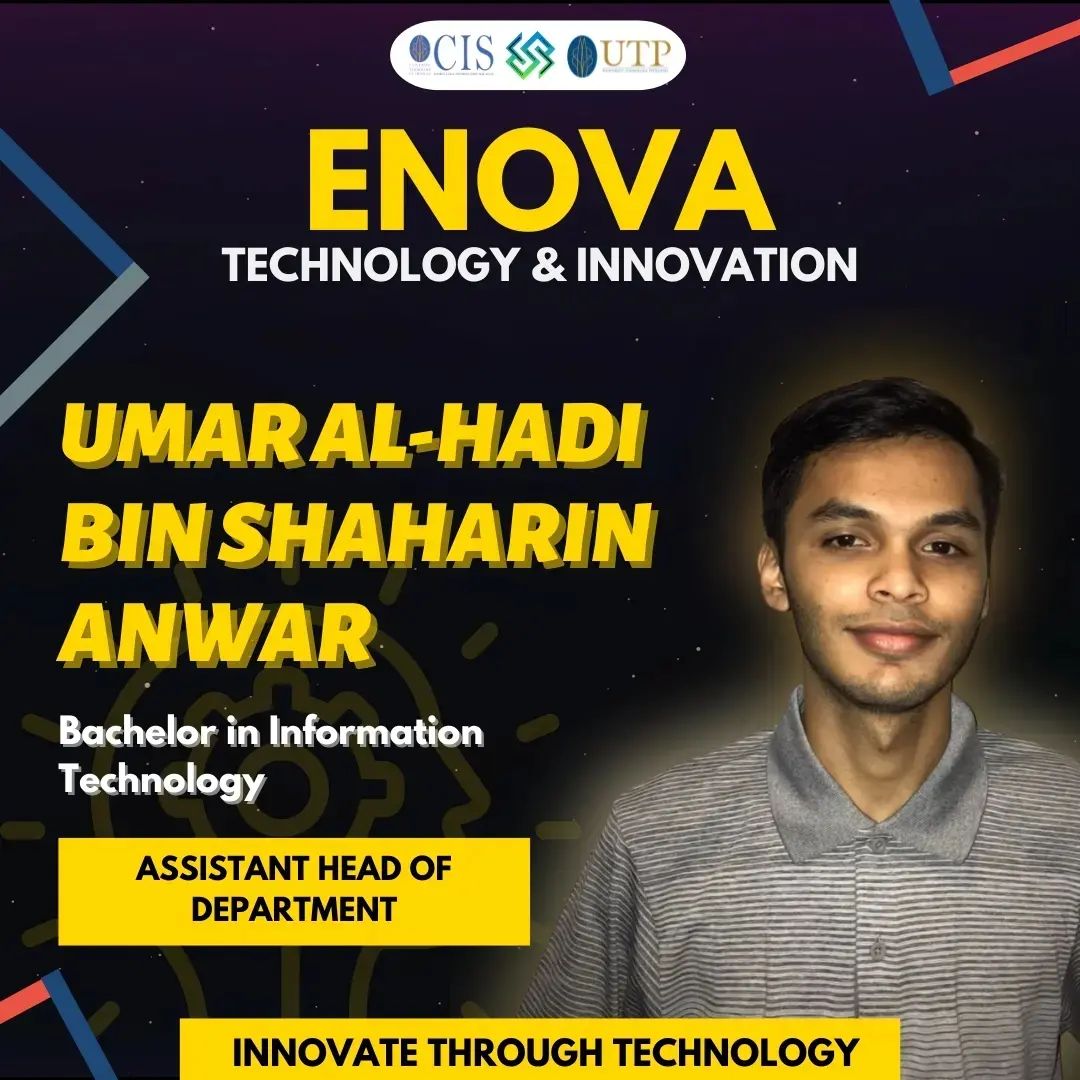 CIS
UTP
ENOVA
TECHNOLOGY & INNOVATION
UMAR AL-HADI
BIN SHAHARIN
ANWAR
Bachelor in Information
Technology
ASSISTANT HEAD OF
DEPARTMENT
INNOVATE THROUGH TECHNOLOGY